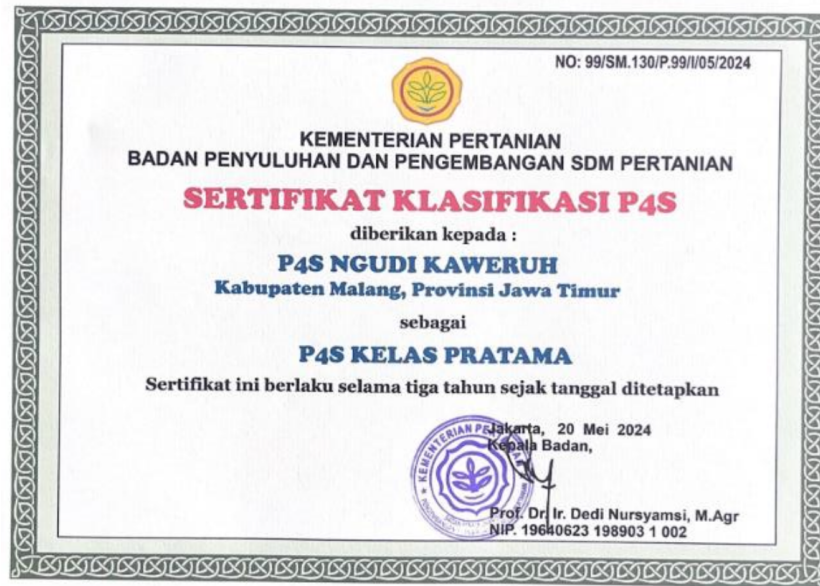 NO: 99/SM.130/P.99/I/05/2024
KEMENTERIAN PERTANIAN
BADAN PENYULUHAN DAN PENGEMBANGAN SDM PERTANIAN
SERTIFIKAT KLASIFIKASI P4S
diberikan kepada :
P4S NGUDI KAWERUH
Kabupaten Malang, Provinsi Jawa Timur
sebagai
P4S KELAS PRATAMA
Sertifikat ini berlaku selama tiga tahun sejak tanggal ditetapkan
Jakarta, 20 Mei 2024
Kepala Badan,
KEMENTERIAN
Prof. Dr. Ir. Dedi Nursyamsi, M.Agr
NIP. 19640623 198903 1 002